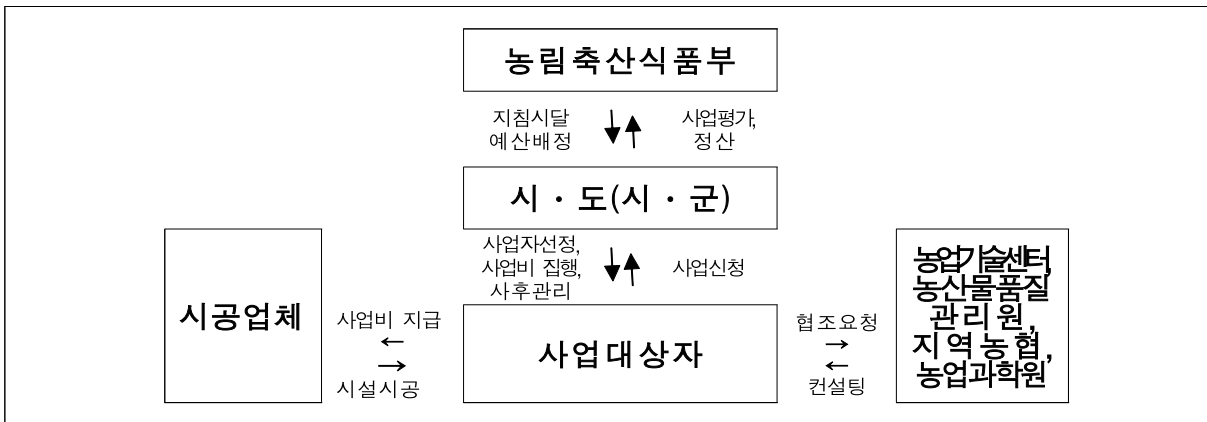 농림축산식품부
지침시달
예산배정
사업평가,
정산
시・도(시・군)
사업자선정,
사업비 집행,
사후관리
사업신청
시공업체
사업비 지급
←
→
시설시공
사업대상자
협조요청
→
←
컨설팅
농업기술센터,
농산물품질
관리원,
지역농협,
농업과학원